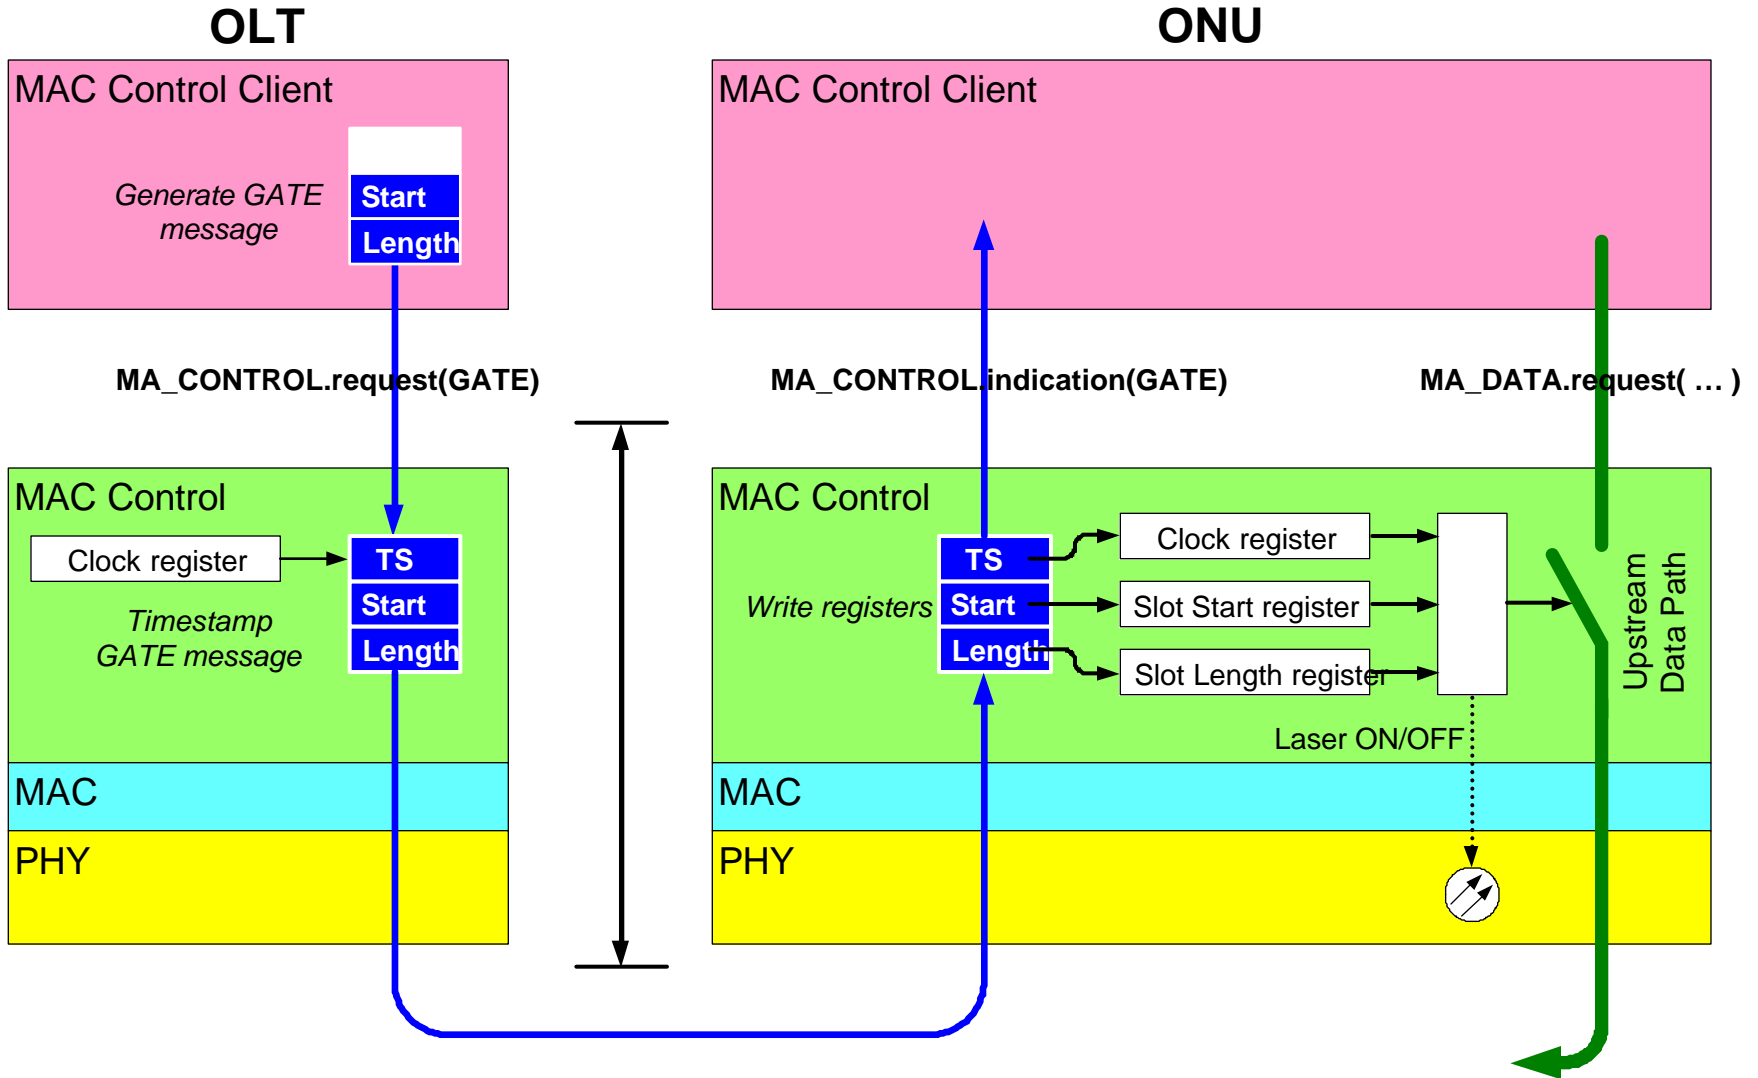 OLT
ONU
MAC Control Client
Generate GATE
message
Start
Length
MAC Control Client
MA_CONTROL.request(GATE)
MA_CONTROL.indication(GATE)
MA_DATA.request( … )
MAC Control
Clock register
TS
Start
Length
Timestamp
GATE message
MAC Control
Write registers
TS
Start
Length
Clock register
Slot Start register
Slot Length register
Upstream
Data Path
Laser ON/OFF
MAC
MAC
PHY
PHY